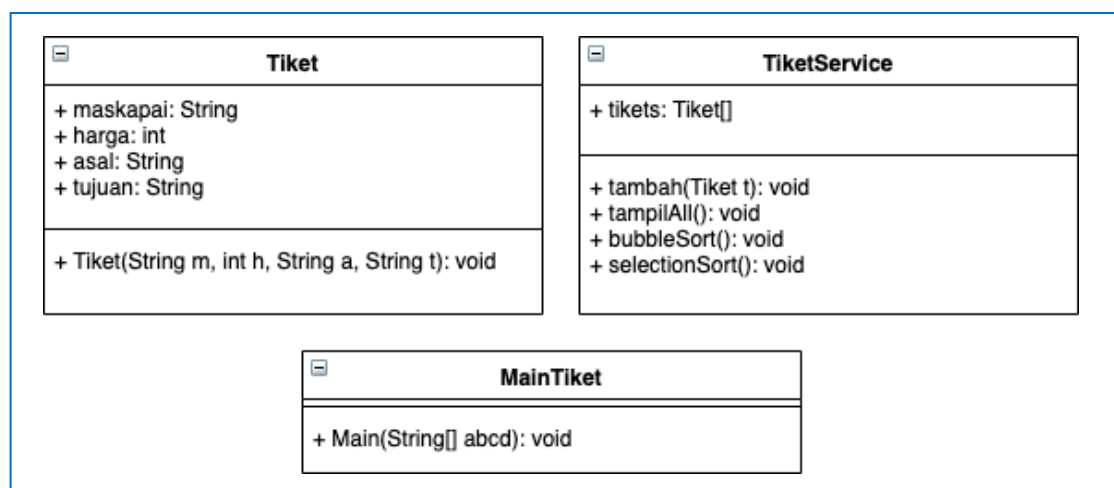 Tiket
+ maskapai: String
+ harga: int
+ asal: String
+ tujuan: String
+ Tiket(String m, int h, String a, String t): void
TiketService
+ tikets: Tiket[]
+ tambah(Tiket t): void
+ tampilAll(): void
+ bubbleSort(): void
+ selectionSort(): void
MainTiket
+ Main(String[] abcd): void